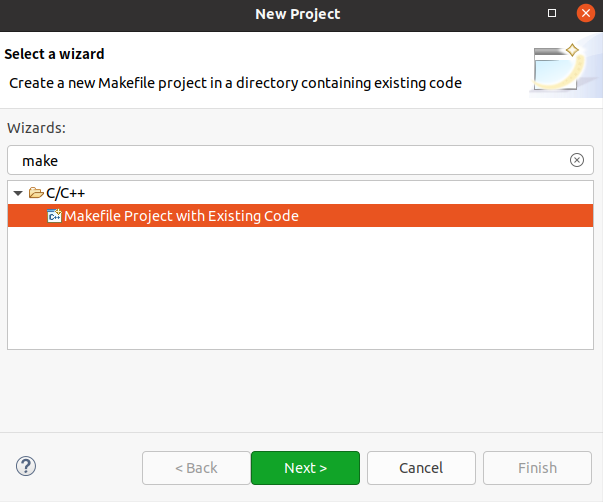 New Project
Select a wizard
Create a new Makefile project in a directory containing existing code
Wizards:
make
C/C++
C++ Makefile Project with Existing Code
?
< Back Next > Cancel Finish